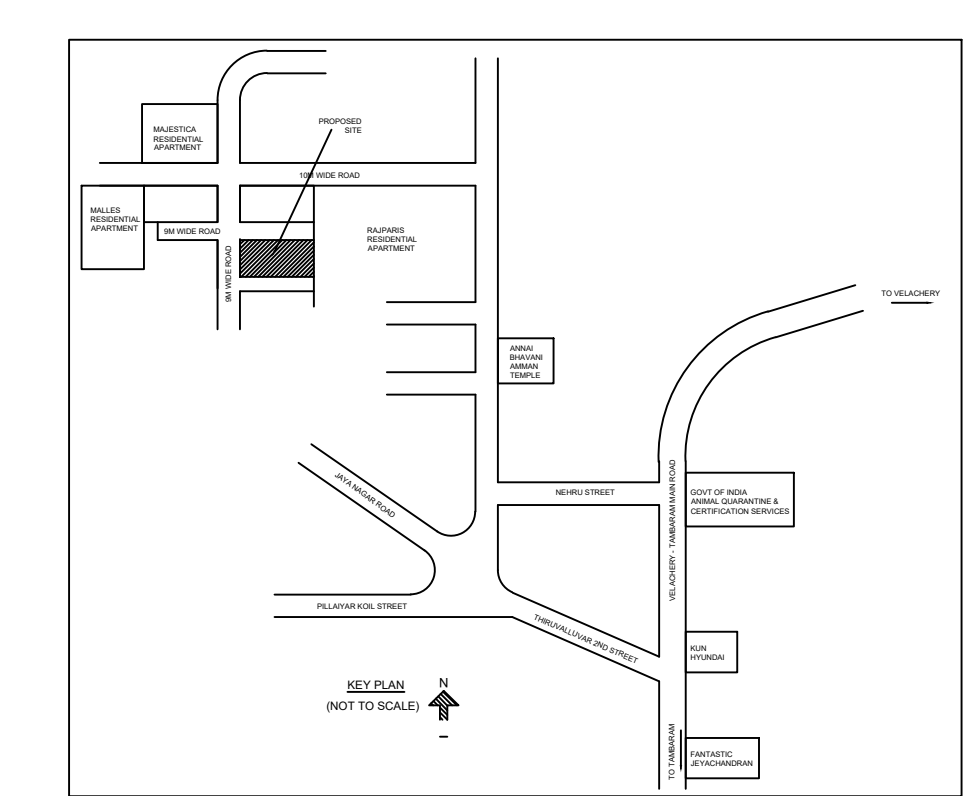 PROPOSED
SITE
MAJESTICA
RESIDENTIAL
APARTMENT
10M WIDE ROAD
MALLES
RESIDENTIAL
APARTMENT
9M WIDE ROAD
9M WIDE ROAD
RAJPARIS
RESIDENTIAL
APARTMENT
TO VELACHERY
ANNAI
BHAVANI
AMMAN
TEMPLE
JAYA NAGAR ROAD
NEHRU STREET
VELACHERY - TAMBARAM MAIN ROAD
GOVT OF INDIA
ANIMAL QUARANTINE &
CERTIFICATION SERVICES
PILLAIYAR KOIL STREET
THIRUVALLUVAR 2ND STREET
KUN
HYUNDAI
KEY PLAN
(NOT TO SCALE)
N
TO TAMBARAM
FANTASTIC
JEYACHANDRAN